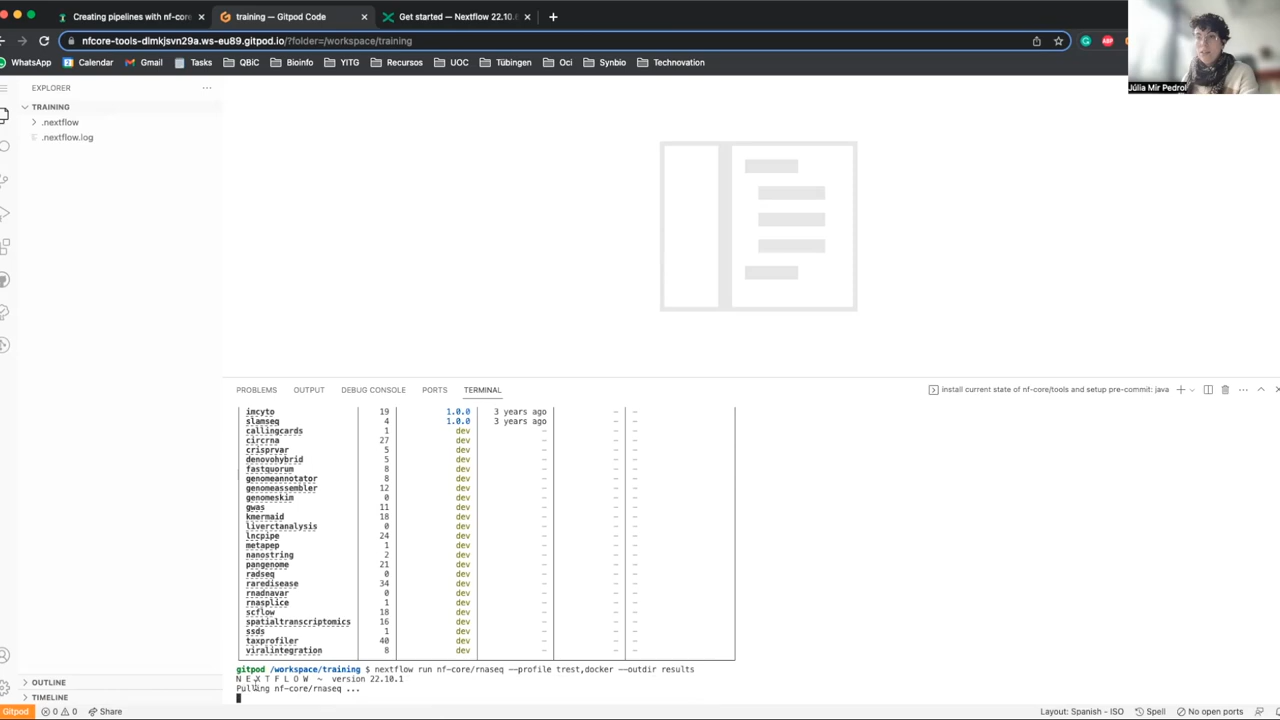 Creating pipelines with nf-core
training — Gitpod Code
Get started — Nextflow 22.10.
nfcore-tools-dlmkjsvn29a.ws-eu89.gitpod.io/?folder=/workspace/training
WhatsApp Calendar Gmail Tasks QBiC Bioinfo YITG Recursos UOC Tübingen Oci Synbio Technovation
Júlia Mir Pedrol
EXPLORER
TRAINING
.nextflow
.nextflow.log
PROBLEMS OUTPUT DEBUG CONSOLE PORTS TERMINAL
install current state of nf-core/tools and setup pre-commit: java
imcyto 19 1.0.0 3 years ago – –
slamseq 4 1.0.0 3 years ago – –
callingcards 1 dev – – –
circrna 27 dev – – –
crisprvar 5 dev – – –
denovohybrid 5 dev – – –
fastquorum 8 dev – – –
genomeannotator 8 dev – – –
genomeassembler 12 dev – – –
genomeskim 0 dev – – –
gwas 11 dev – – –
kmermaid 18 dev – – –
liverctanalysis 0 dev – – –
lncpipe 24 dev – – –
metapep 1 dev – – –
nanostring 2 dev – – –
pangenome 21 dev – – –
radseq 0 dev – – –
raredisease 34 dev – – –
rnadnavar 0 dev – – –
rnasplice 1 dev – – –
scflow 18 dev – – –
spatialtranscriptomics 16 dev – – –
ssds 1 dev – – –
taxprofiler 40 dev – – –
viralintegration 8 dev – – –
gitpod /workspace/training $ nextflow run nf-core/rnaseq --profile trest,docker --outdir results
N E X T F L O W ~ version 22.10.1
Pulling nf-core/rnaseq ...
OUTLINE
TIMELINE
Gitpod 0 0 Share Layout: Spanish - ISO Spell No open ports